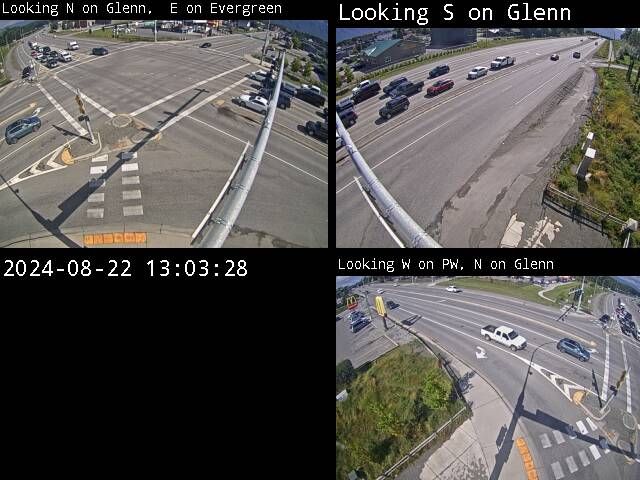 Looking N on Glenn,  E on Evergreen
Looking S on Glenn
2024-08-22 13:03:28
Looking W on PW, N on Glenn